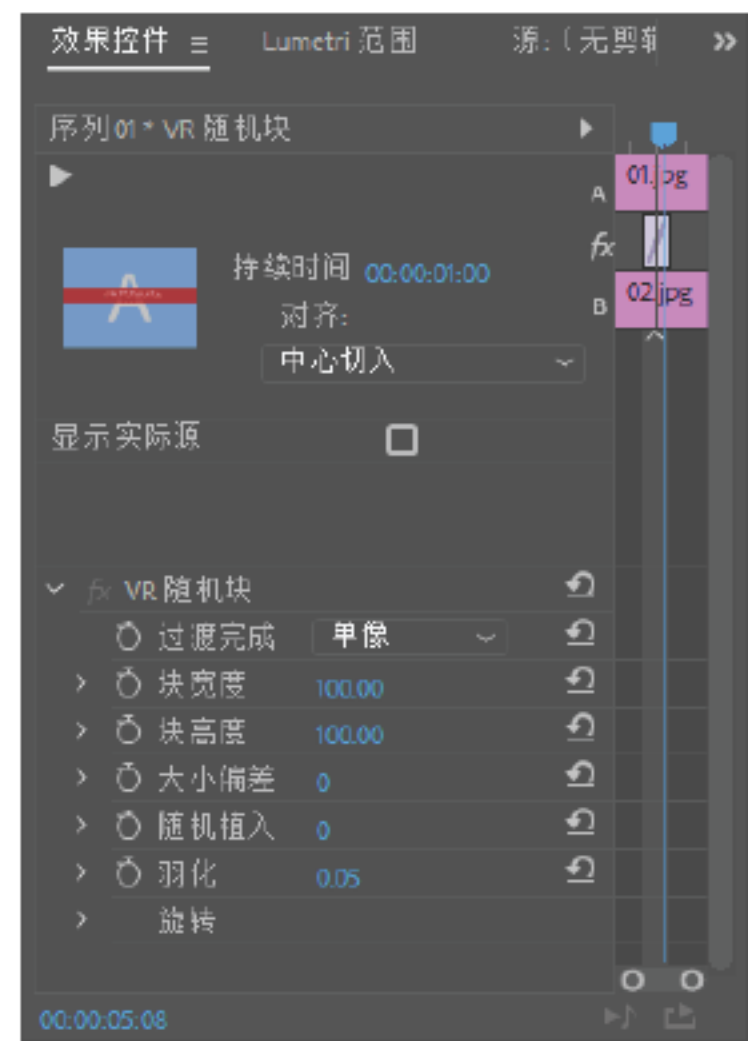 效果控件 Lumetri 范围 源:（无剪辑
序列 01 * VR 随机块
01.jpg
A
fx
持续时间 00:00:01:00
A
02.jpg
B
对齐:
中心切入
显示实际源
fx VR 随机块
过渡完成 单像
块宽度 100.00
块高度 100.00
大小偏差 0
随机植入 0
羽化 0.05
旋转
00:00:05:08